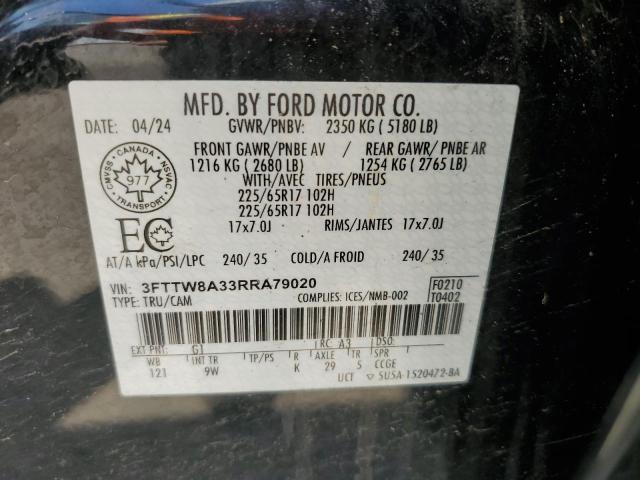 MFD. BY FORD MOTOR CO.
DATE: 04/24 GVWR/PNBV: 2350 KG ( 5180 LB)
FRONT GAWR/PNBE AV / REAR GAWR/ PNBE AR
1216 KG ( 2680 LB) 1254 KG ( 2765 LB)
WITH/AVEC TIRES/PNEUS
225/65R17 102H
225/65R17 102H
17x7.0J RIMS/JANTES 17x7.0J
CMVSS CANADA NSVAC
977
TRANSPORT
EC
AT/A kPa/PSI/LPC 240/ 35 COLD/A FROID 240/ 35
VIN: 3FTTW8A33RRA79020
TYPE: TRU/CAM COMPLIES: ICES/NMB-002
F0210
T0402
EXT PNT: G1 RC: A3 DSO:
WB INT TR TP/PS R AXLE TR SPR
121 9W K 29 5 CCGE
UCT 5U5A-1520472-BA